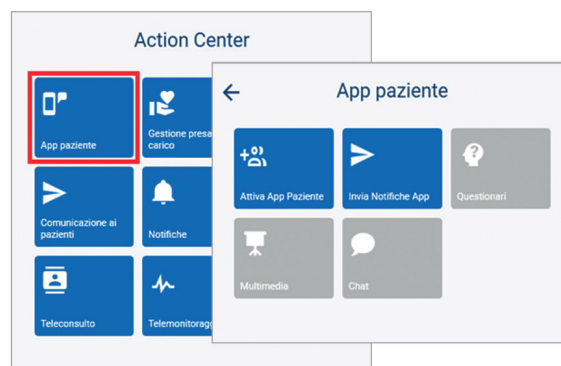 Action Center
App paziente
Gestione presa
carico
Comunicazione ai
pazienti
Notifiche
Teleconsulto
App paziente
Attiva App Paziente
Invia Notifiche App
Questionari
Multimedia
Chat